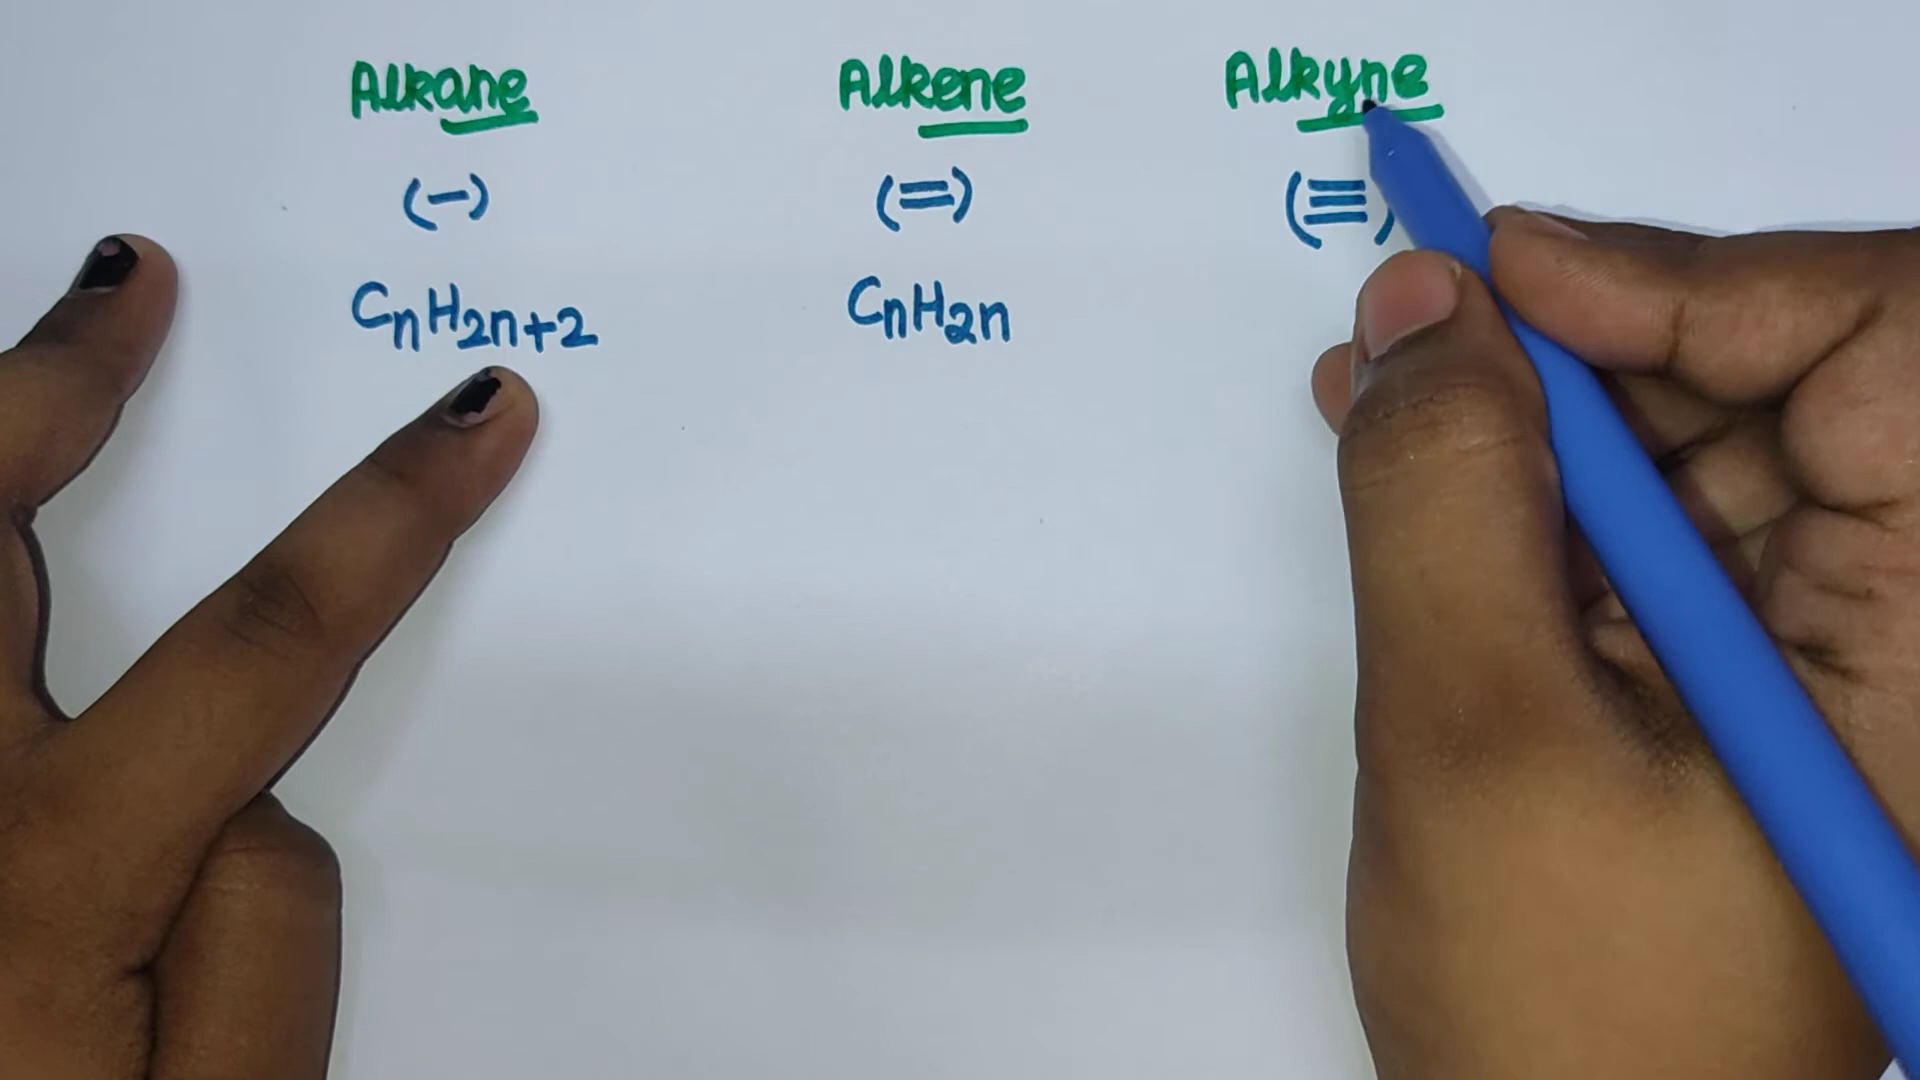 Alkane Alkene Alkyne
(-) (=) (≡)
CnH2n+2 CnH2n